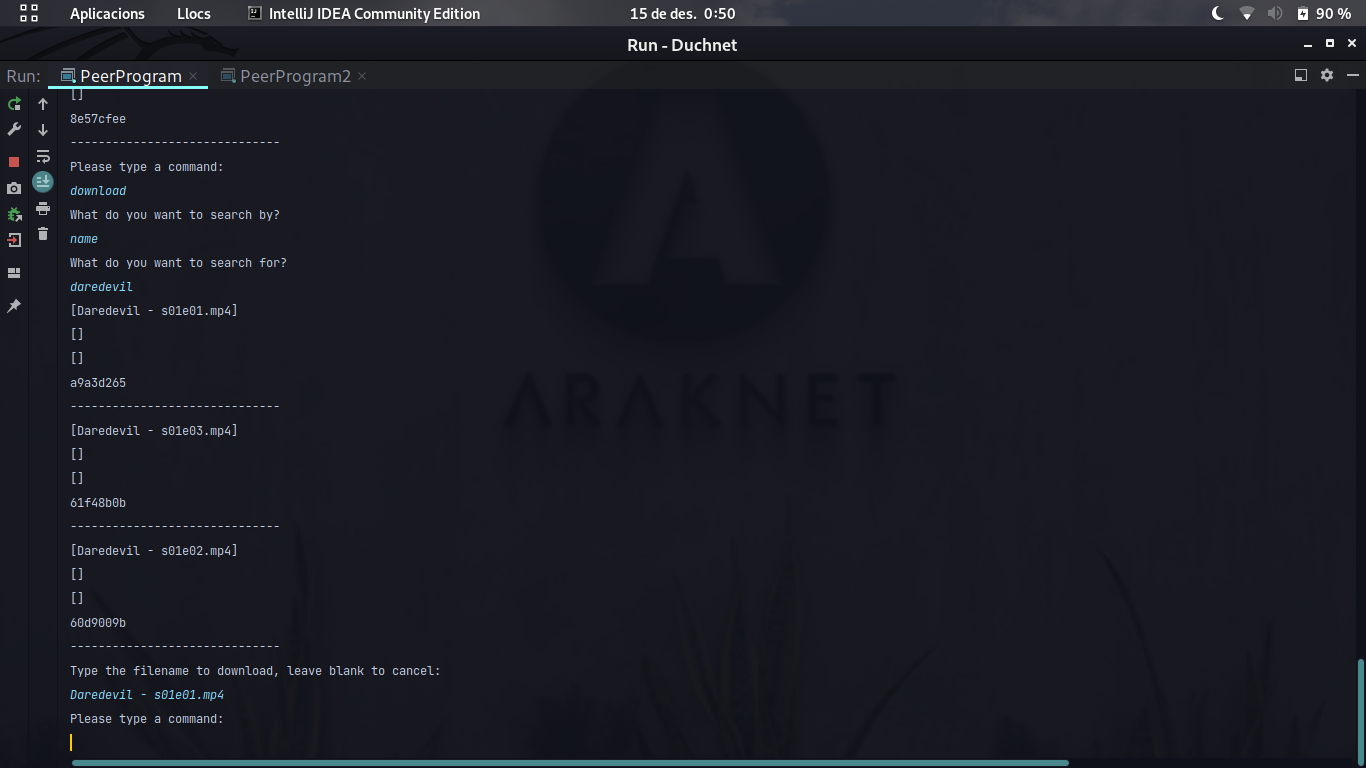 Aplicacions Llocs IntelliJ IDEA Community Edition 15 de des. 0:50 90 %
Run - Duchnet
Run: PeerProgram PeerProgram2
[]
8e57cfee
------------------------------
Please type a command:
download
What do you want to search by?
name
What do you want to search for?
daredevil
[Daredevil - s01e01.mp4]
[]
[]
a9a3d265
------------------------------
[Daredevil - s01e03.mp4]
[]
[]
61f48b0b
------------------------------
[Daredevil - s01e02.mp4]
[]
[]
60d9009b
------------------------------
Type the filename to download, leave blank to cancel:
Daredevil - s01e01.mp4
Please type a command:
ARAKNET